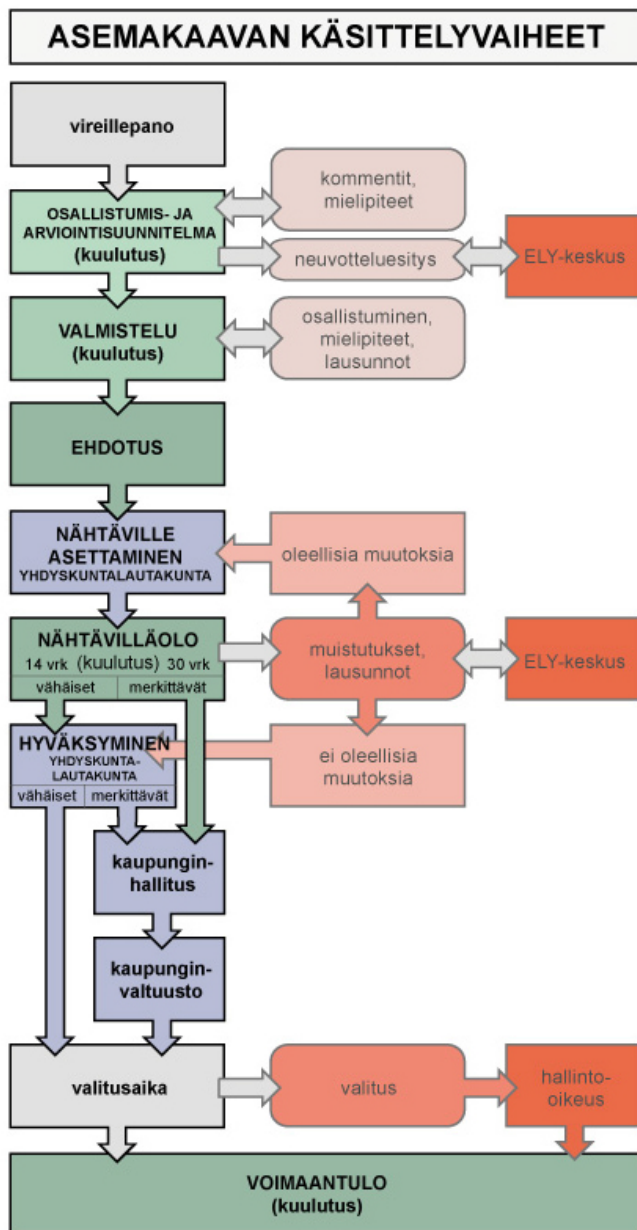 ASEMAKAAVAN KÄSITTELYVAIHEET
vireillepano
kommentit,
mielipiteet
OSALLISTUMIS- JA
ARVIOINTISUUNNITELMA
(kuulutus)
neuvotteluesitys
ELY-keskus
VALMISTELU
(kuulutus)
osallistuminen,
mielipiteet,
lausunnot
EHDOTUS
NÄHTÄVILLE
ASETTAMINEN
YHDYSKUNTALAUTAKUNTA
oleellisia muutoksia
NÄHTÄVILLÄOLO
14 vrk (kuulutus) 30 vrk
vähäiset merkittävät
muistutukset,
lausunnot
ELY-keskus
HYVÄKSYMINEN
YHDYSKUNTA-
LAUTAKUNTA
vähäiset merkittävät
ei oleellisia
muutoksia
kaupungin-
hallitus
kaupungin-
valtuusto
valitusaika
valitus
hallinto-
oikeus
VOIMAANTULO
(kuulutus)